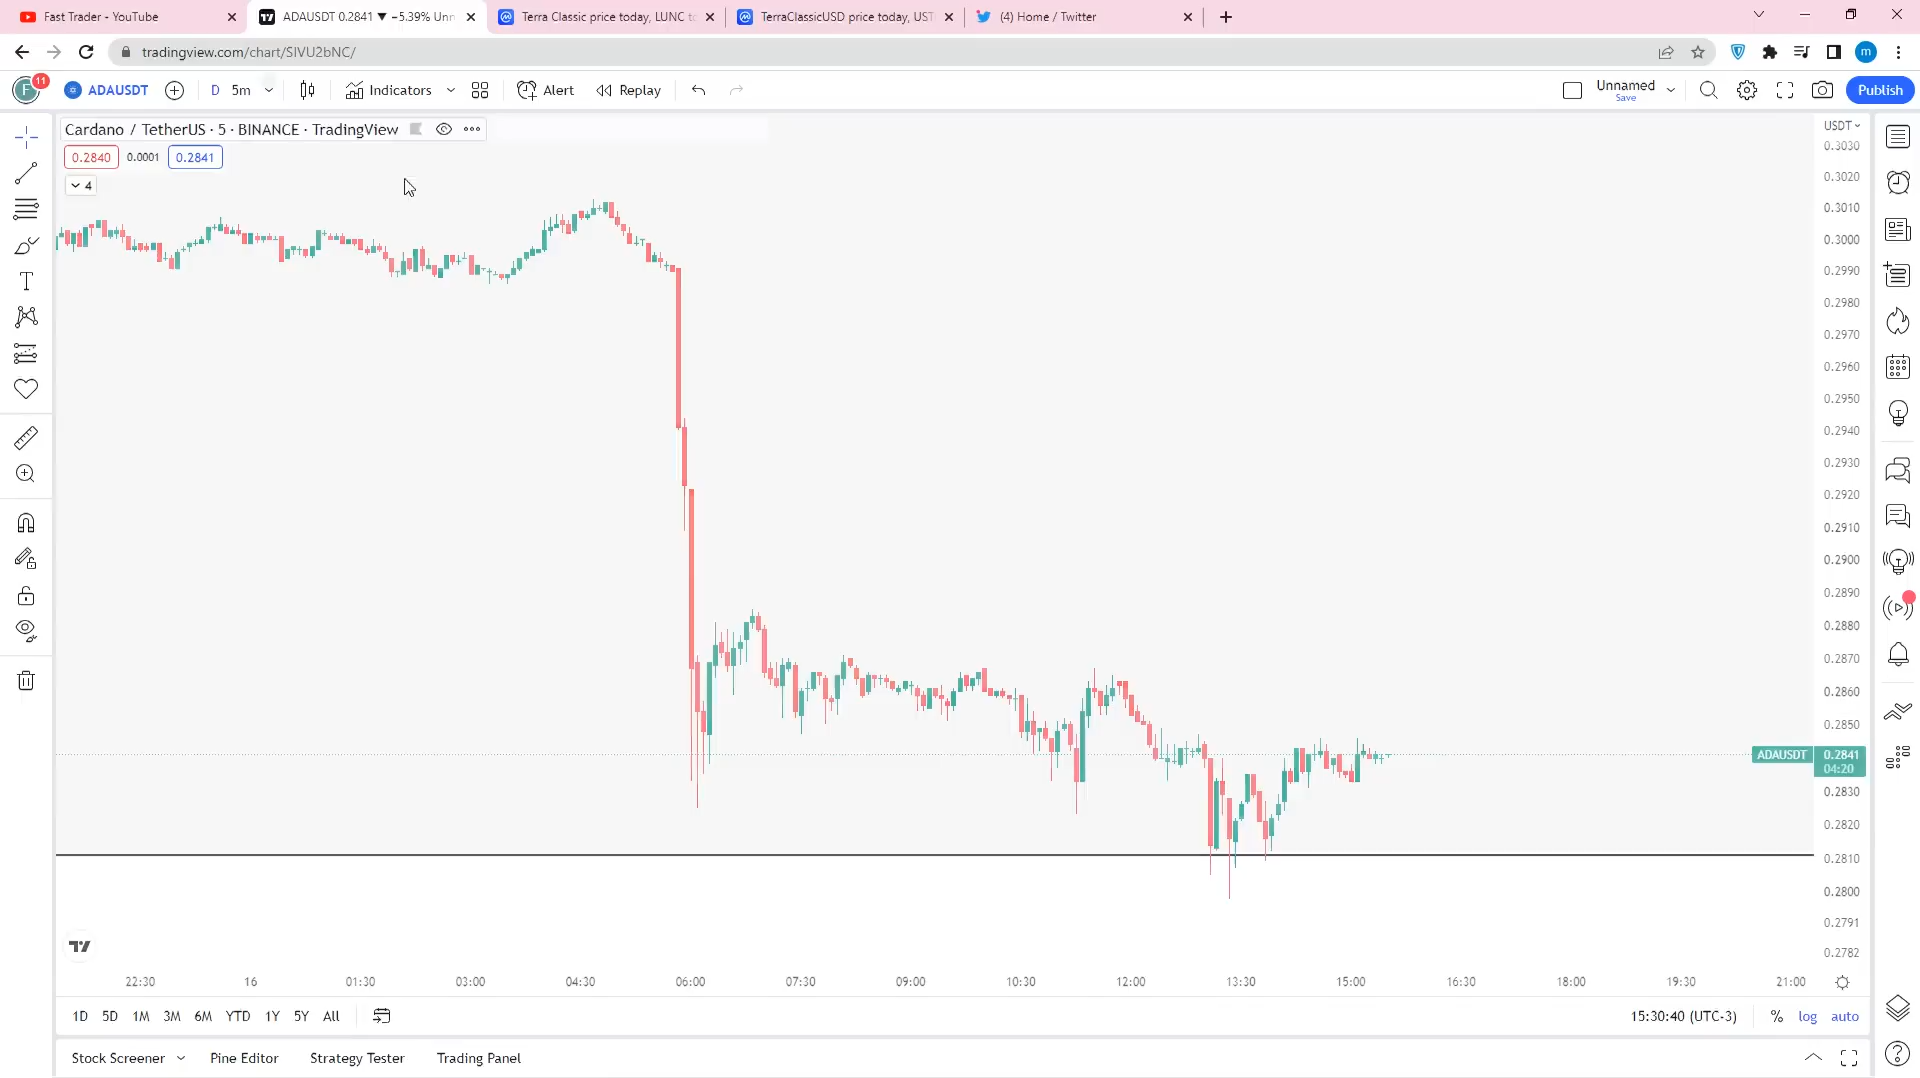 Fast Trader - YouTube
ADAUSDT 0.2841 ▼ −5.39% Unn
Terra Classic price today, LUNC to
TerraClassicUSD price today, UST
(4) Home / Twitter
tradingview.com/chart/SIVU2bNC/
m
F 11
ADAUSDT
D 5m
Indicators
Alert
Replay
Unnamed
Save
Publish
Cardano / TetherUS · 5 · BINANCE · TradingView
0.2840 0.0001 0.2841
4
USDT
0.3030
0.3020
0.3010
0.3000
0.2990
0.2980
0.2970
0.2960
0.2950
0.2940
0.2930
0.2920
0.2910
0.2900
0.2890
0.2880
0.2870
0.2860
0.2850
ADAUSDT 0.2841
04:20
0.2830
0.2820
0.2810
0.2800
0.2791
0.2782
22:30 16 01:30 03:00 04:30 06:00 07:30 09:00 10:30 12:00 13:30 15:00 16:30 18:00 19:30 21:00
1D 5D 1M 3M 6M YTD 1Y 5Y All
15:30:40 (UTC-3) % log auto
Stock Screener Pine Editor Strategy Tester Trading Panel